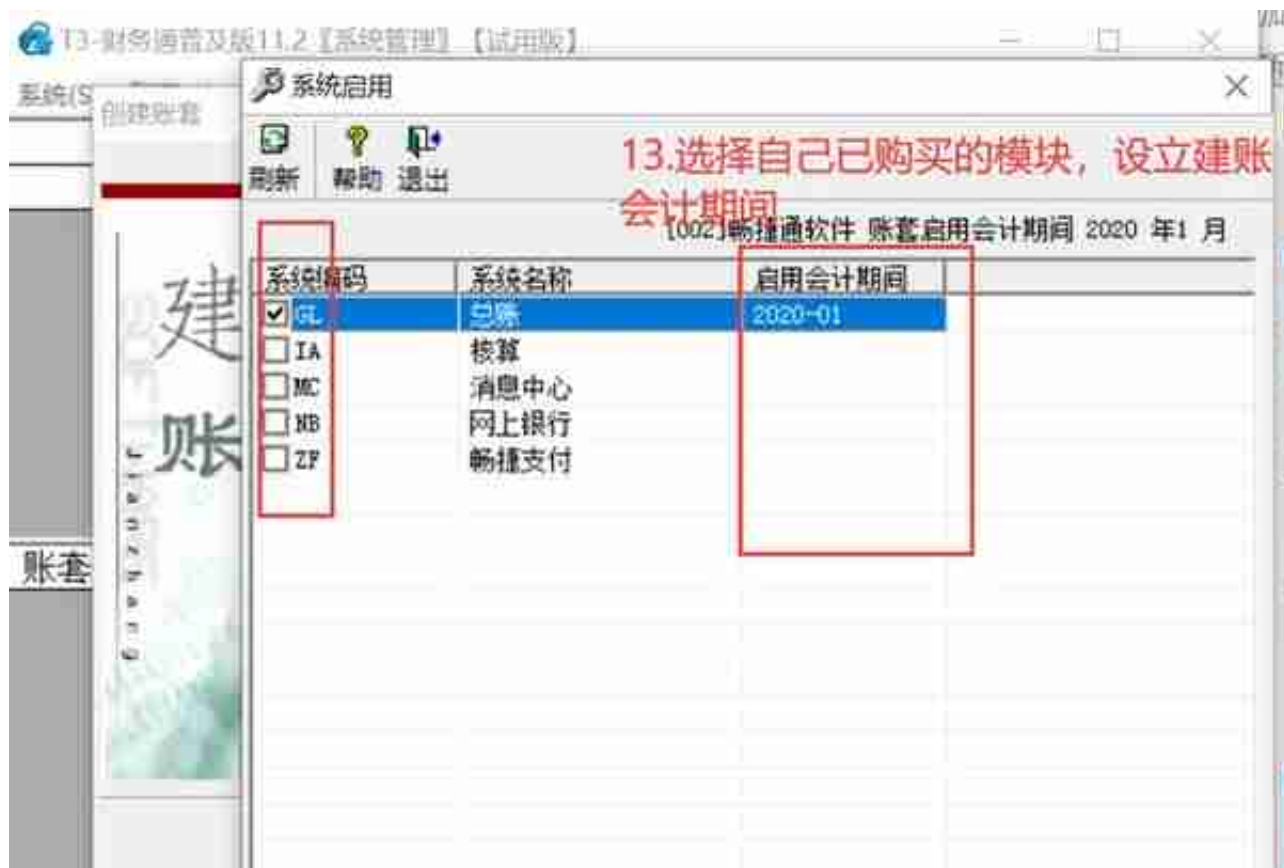 T3-财务通普及版11.2〖系统管理〗【试用版】
系统(S
创建账套
系统启用
刷新 帮助 退出
13.选择自己已购买的模块，设立建账
会计期间
[002]畅捷通软件 账套启用会计期间 2020 年1 月
系统编码 系统名称 启用会计期间
GL 总账 2020-01
IA 核算
MC 消息中心
NB 网上银行
ZF 畅捷支付
建
账
Jianzhang
账套